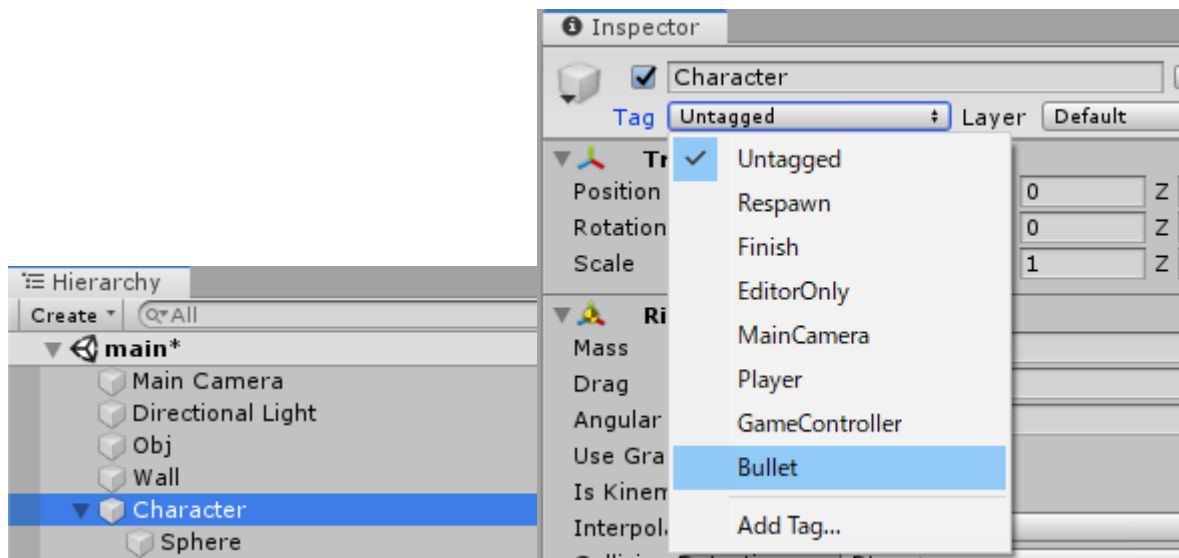 Inspector
Character
Tag Untagged Layer Default
Untagged
Respawn
Finish
EditorOnly
MainCamera
Player
GameController
Bullet
Add Tag...
Position 0 Z
Rotation 0 Z
Scale 1 Z
Mass
Drag
Angular
Use Gra
Is Kinem
Interpol
Hierarchy
Create All
main*
Main Camera
Directional Light
Obj
Wall
Character
Sphere